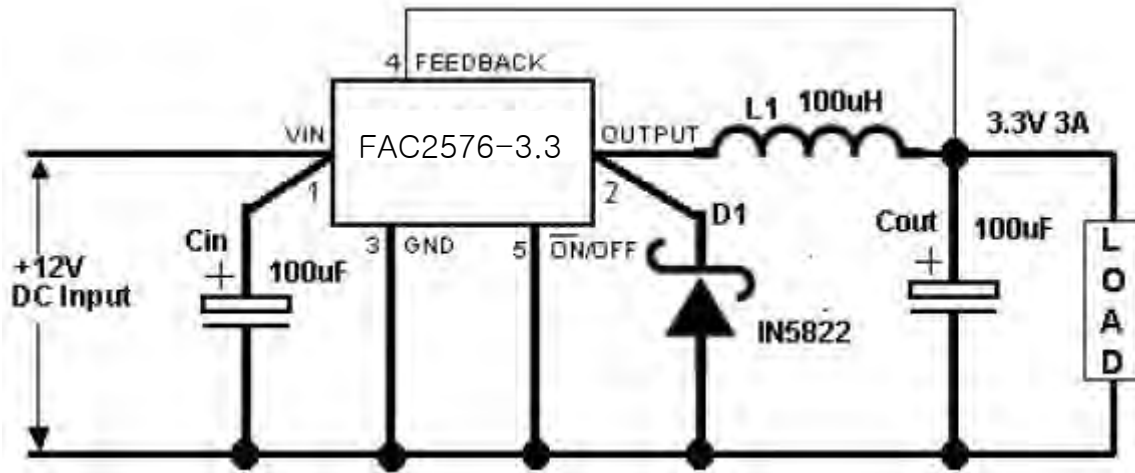 4 FEEDBACK
L1 100uH
3.3V 3A
VIN
FAC2576-3.3
OUTPUT
1
2
D1
Cin
+
100uF
3 GND
5 ON/OFF
Cout
+
100uF
+12V
DC Input
IN5822
LOAD